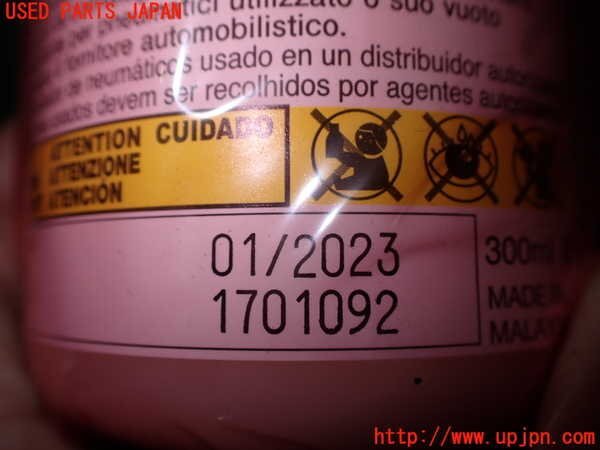 USED PARTS JAPAN
utilizzato o suo vuoto
fornitore automobilistico.
de neumáticos usado en un distribuidor
devem ser recolhidos por agentes
ATTENTION CUIDADO
ATTENZIONE
ATENCIÓN
01/2023
1701092
300ml
MADE
http://www.upjpn.com/